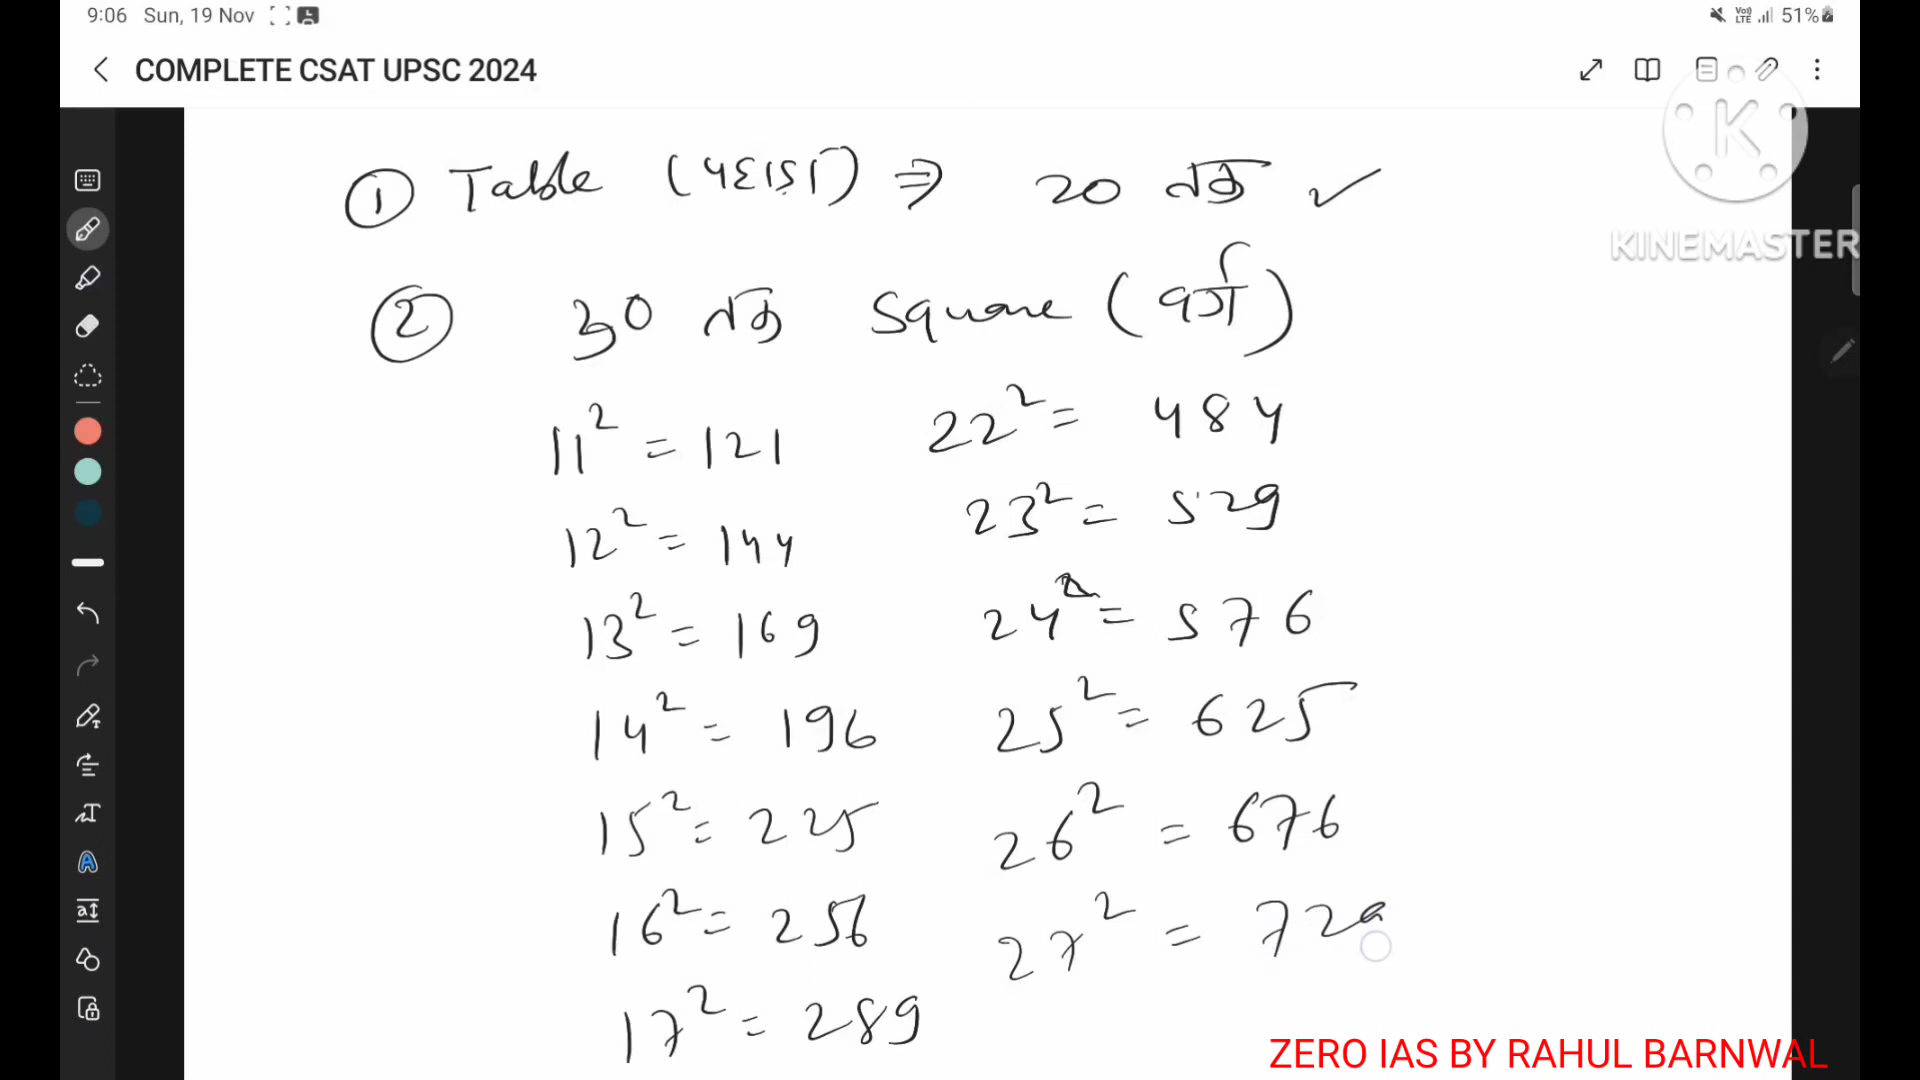 9:06 Sun, 19 Nov
51%
COMPLETE CSAT UPSC 2024
K
KINEMASTER
① Table (पहाड़ा) ⇒ 20 तक ✓
② 30 तक Square (वर्ग)
11² = 121
12² = 144
13² = 169
14² = 196
15² = 225
16² = 256
17² = 289
22² = 484
23² = 529
24² = 576
25² = 625
26² = 676
27² = 729
ZERO IAS BY RAHUL BARNWAL